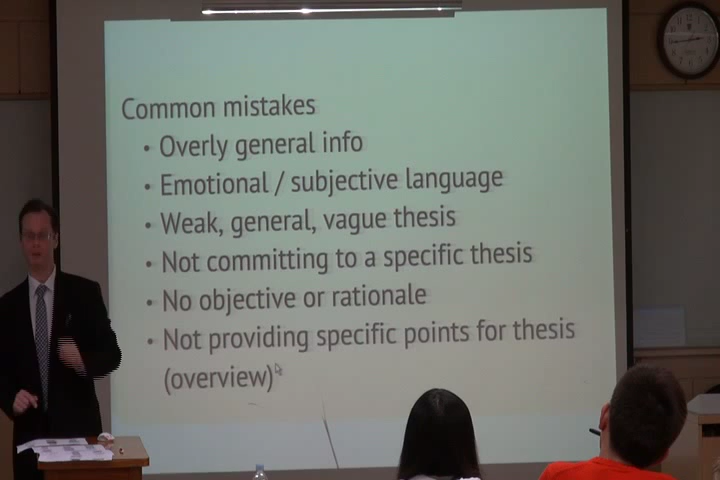 Common mistakes
• Overly general info
• Emotional / subjective language
• Weak, general, vague thesis
• Not committing to a specific thesis
• No objective or rationale
• Not providing specific points for thesis
(overview)